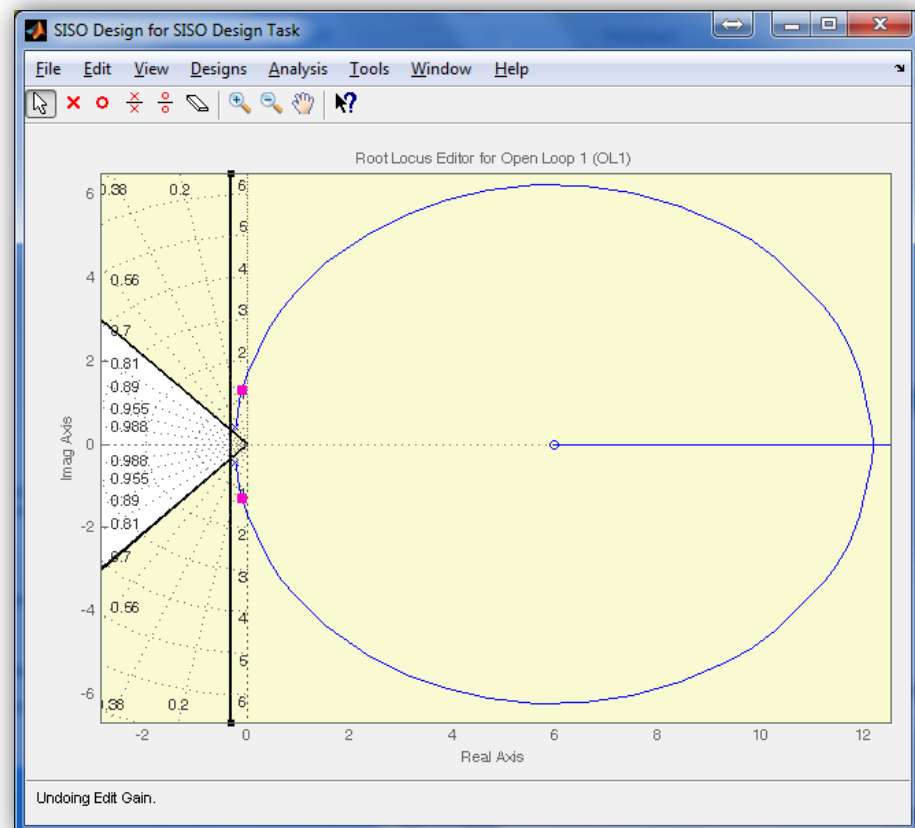 SISO Design for SISO Design Task
File Edit View Designs Analysis Tools Window Help
Root Locus Editor for Open Loop 1 (OL1)
6 0.38 0.2 6
5
4 0.56 4
0.7 3
2 0.81 2
0.89
0.955
0.988
0
0.988
0.955
0.89
-2 0.81 2
0.7 3
-4 0.56 4
5
-6 0.38 0.2 6
Imag Axis
-2 0 2 4 6 8 10 12
Real Axis
Undoing Edit Gain.